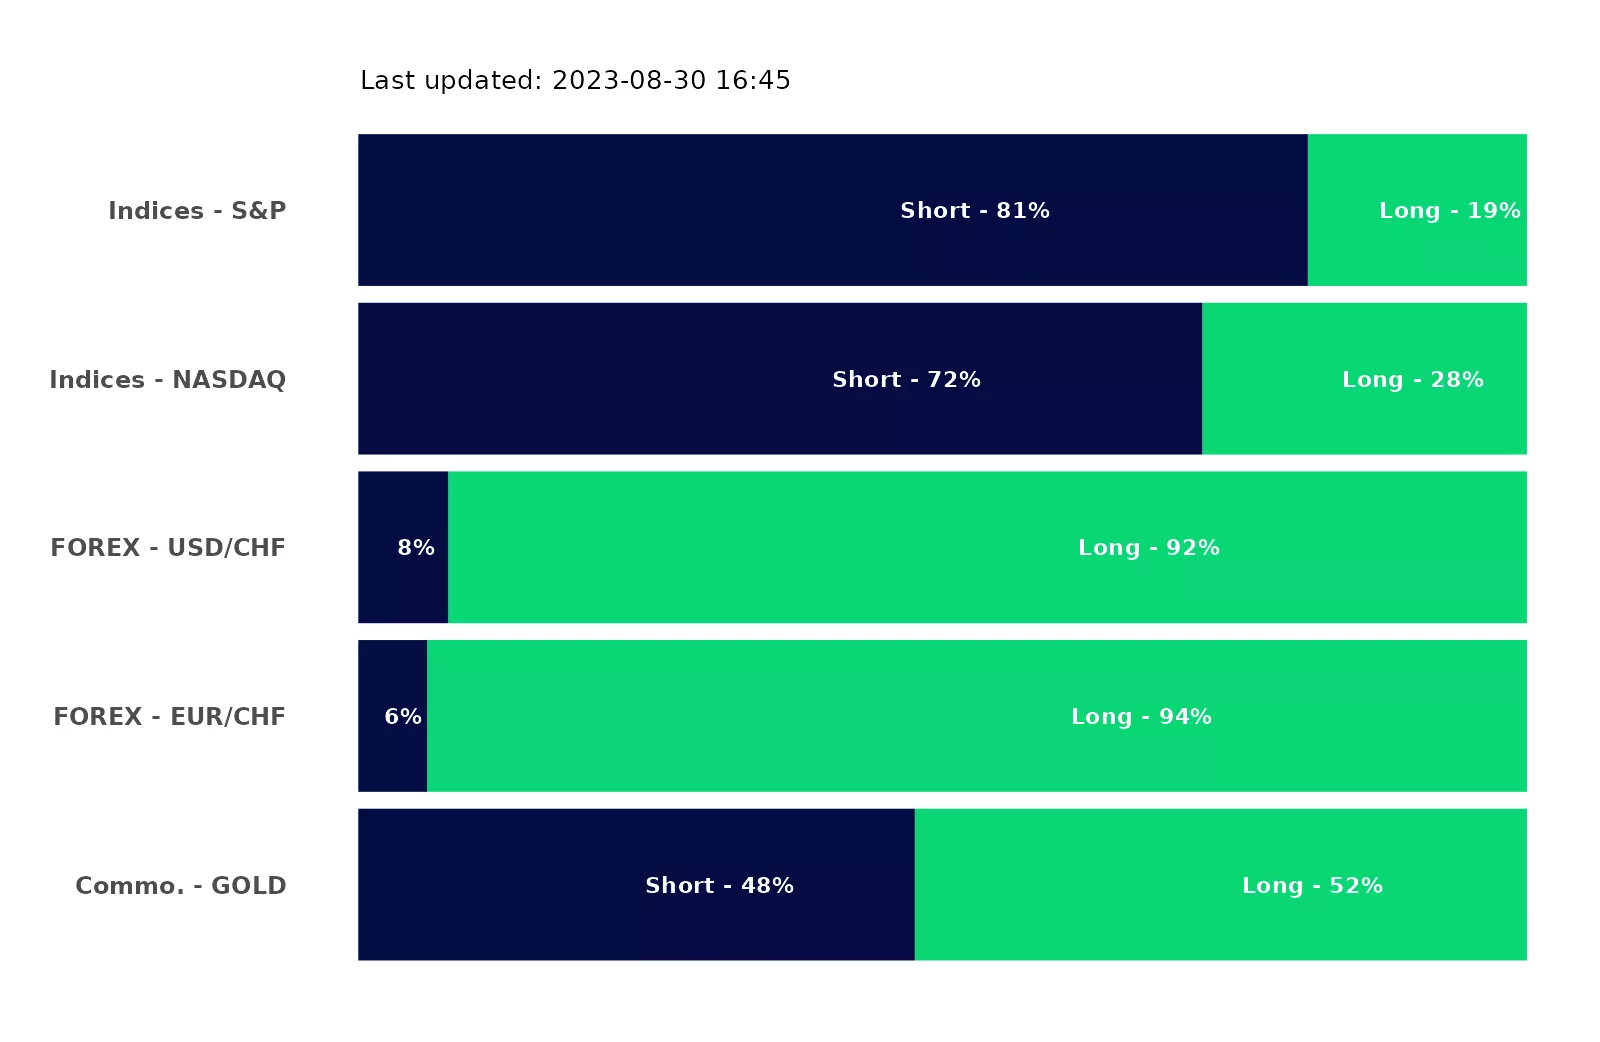 Last updated: 2023-08-30 16:45
Indices - S&P Short - 81% Long - 19%
Indices - NASDAQ Short - 72% Long - 28%
FOREX - USD/CHF 8% Long - 92%
FOREX - EUR/CHF 6% Long - 94%
Commo. - GOLD Short - 48% Long - 52%